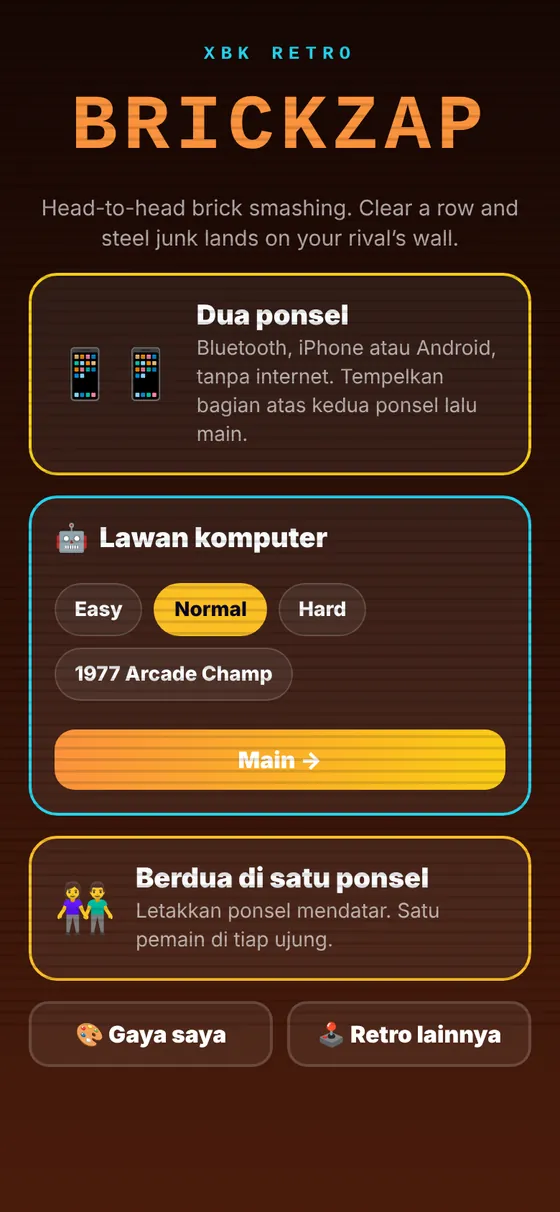 XBK RETRO
BRICKZAP
Head-to-head brick smashing. Clear a row and
steel junk lands on your rival’s wall.
Dua ponsel
Bluetooth, iPhone atau Android,
tanpa internet. Tempelkan
bagian atas kedua ponsel lalu
main.
Lawan komputer
Easy
Normal
Hard
1977 Arcade Champ
Main →
Berdua di satu ponsel
Letakkan ponsel mendatar. Satu
pemain di tiap ujung.
Gaya saya
Retro lainnya